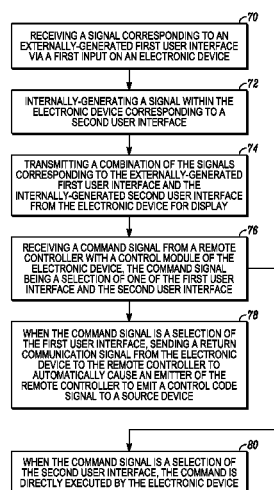 70
RECEIVING A SIGNAL CORRESPONDING TO AN
EXTERNALLY-GENERATED FIRST USER INTERFACE
VIA A FIRST INPUT ON AN ELECTRONIC DEVICE
72
INTERNALLY-GENERATING A SIGNAL WITHIN THE
ELECTRONIC DEVICE CORRESPONDING TO A
SECOND USER INTERFACE
74
TRANSMITTING A COMBINATION OF THE SIGNALS
CORRESPONDING TO THE EXTERNALLY-GENERATED
FIRST USER INTERFACE AND THE
INTERNALLY-GENERATED SECOND USER INTERFACE
FROM THE ELECTRONIC DEVICE FOR DISPLAY
76
RECEIVING A COMMAND SIGNAL FROM A REMOTE
CONTROLLER WITH A CONTROL MODULE OF THE
ELECTRONIC DEVICE, THE COMMAND SIGNAL
BEING A SELECTION OF ONE OF THE FIRST USER
INTERFACE AND THE SECOND USER INTERFACE
78
WHEN THE COMMAND SIGNAL IS A SELECTION OF
THE FIRST USER INTERFACE, SENDING A RETURN
COMMUNICATION SIGNAL FROM THE ELECTRONIC
DEVICE TO THE REMOTE CONTROLLER TO
AUTOMATICALLY CAUSE AN EMITTER OF THE
REMOTE CONTROLLER TO EMIT A CONTROL CODE
SIGNAL TO A SOURCE DEVICE
80
WHEN THE COMMAND SIGNAL IS A SELECTION OF
THE SECOND USER INTERFACE, THE COMMAND IS
DIRECTLY EXECUTED BY THE ELECTRONIC DEVICE